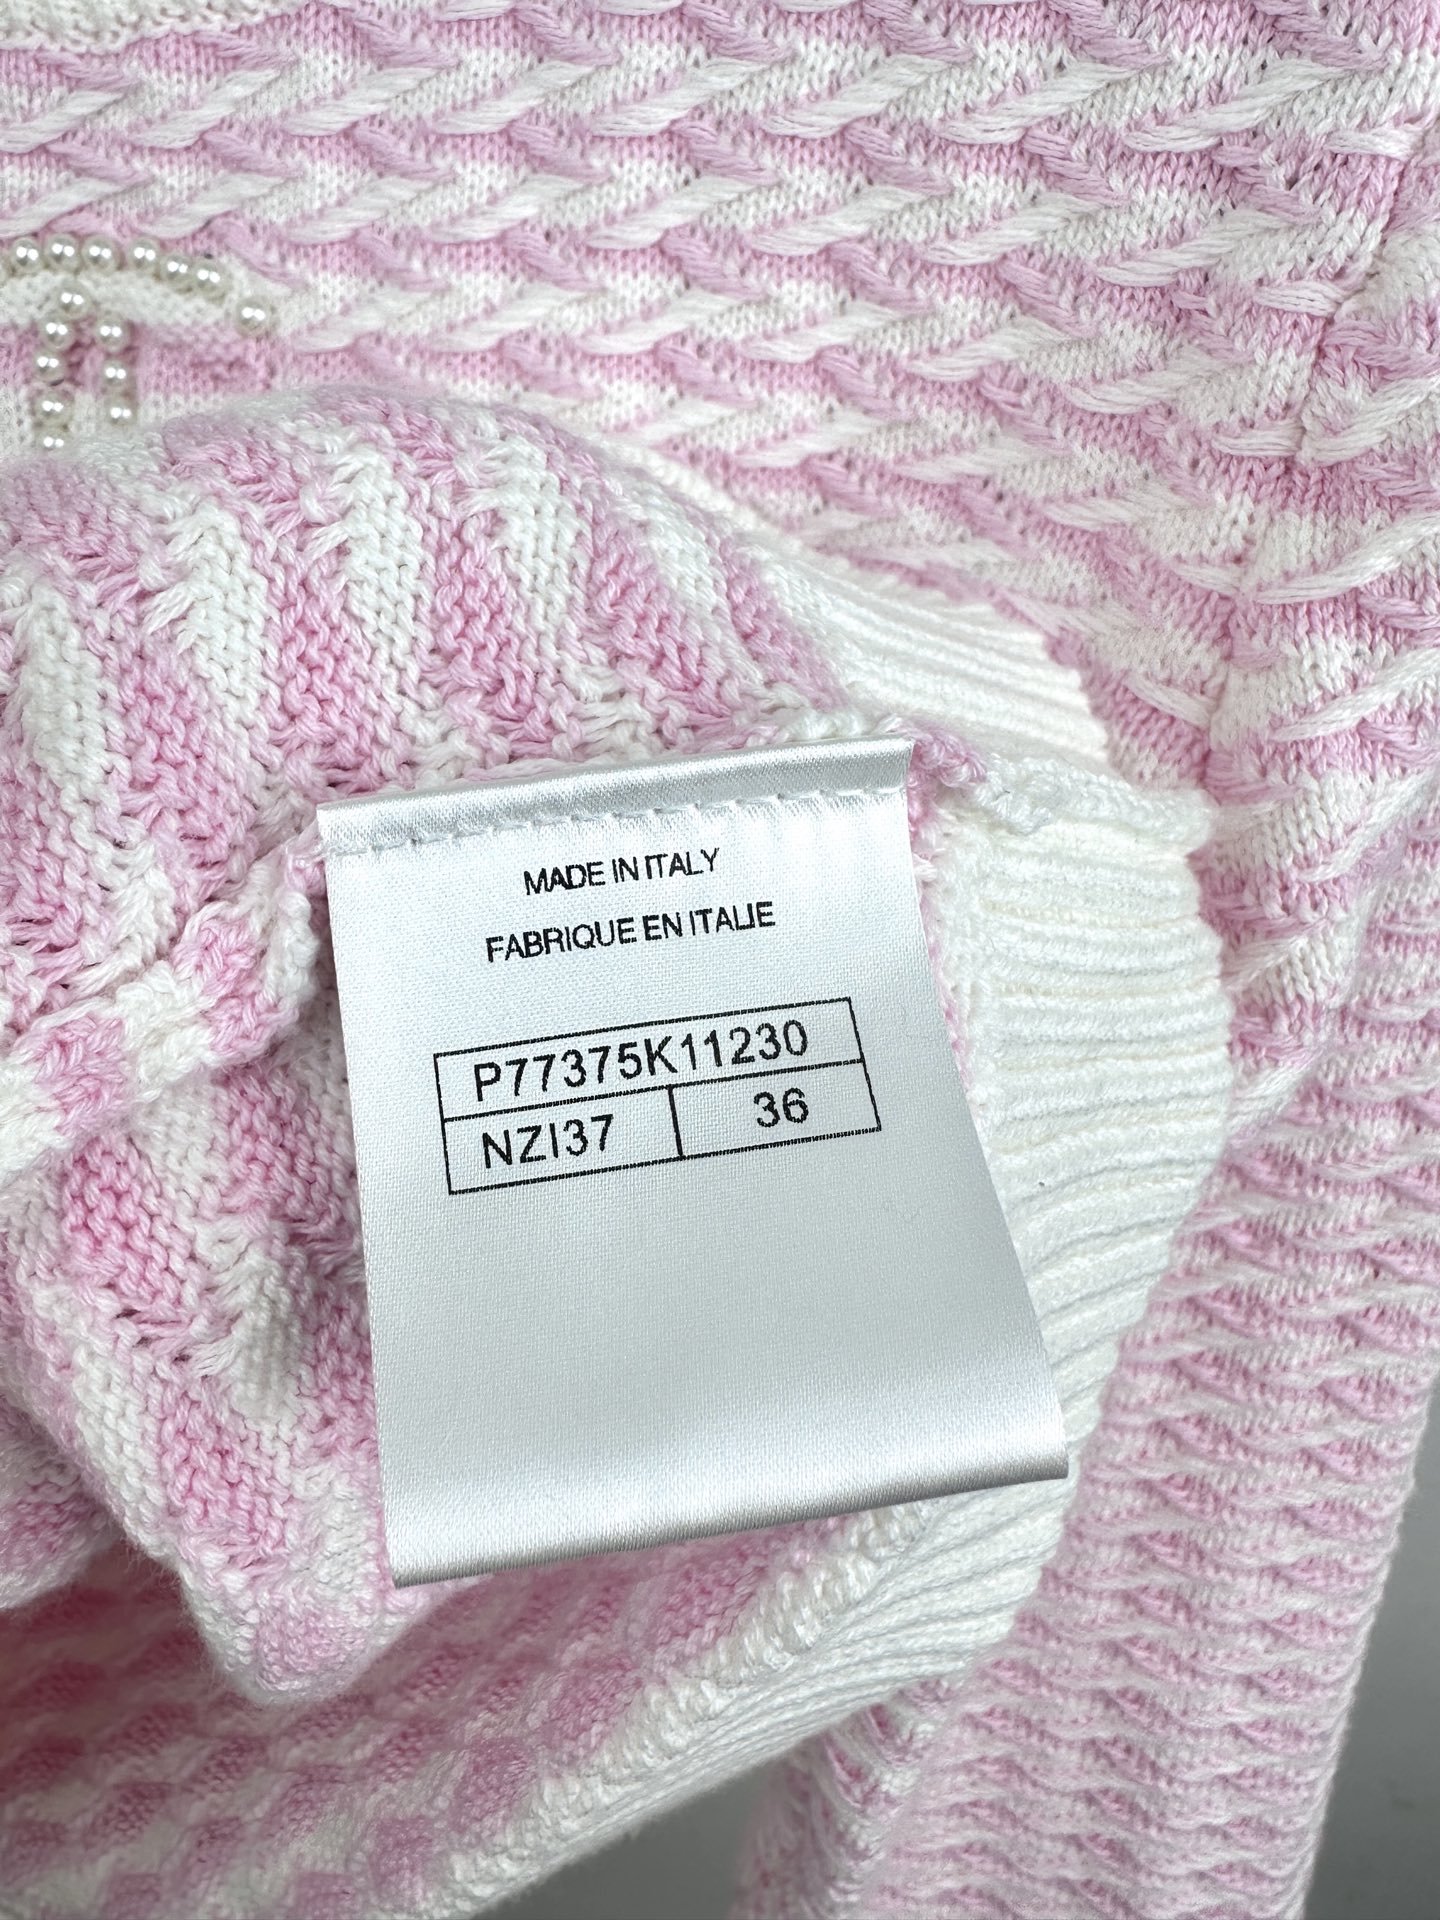 MADE IN ITALY
FABRIQUE EN ITALIE
P77375K11230
NZI37 36